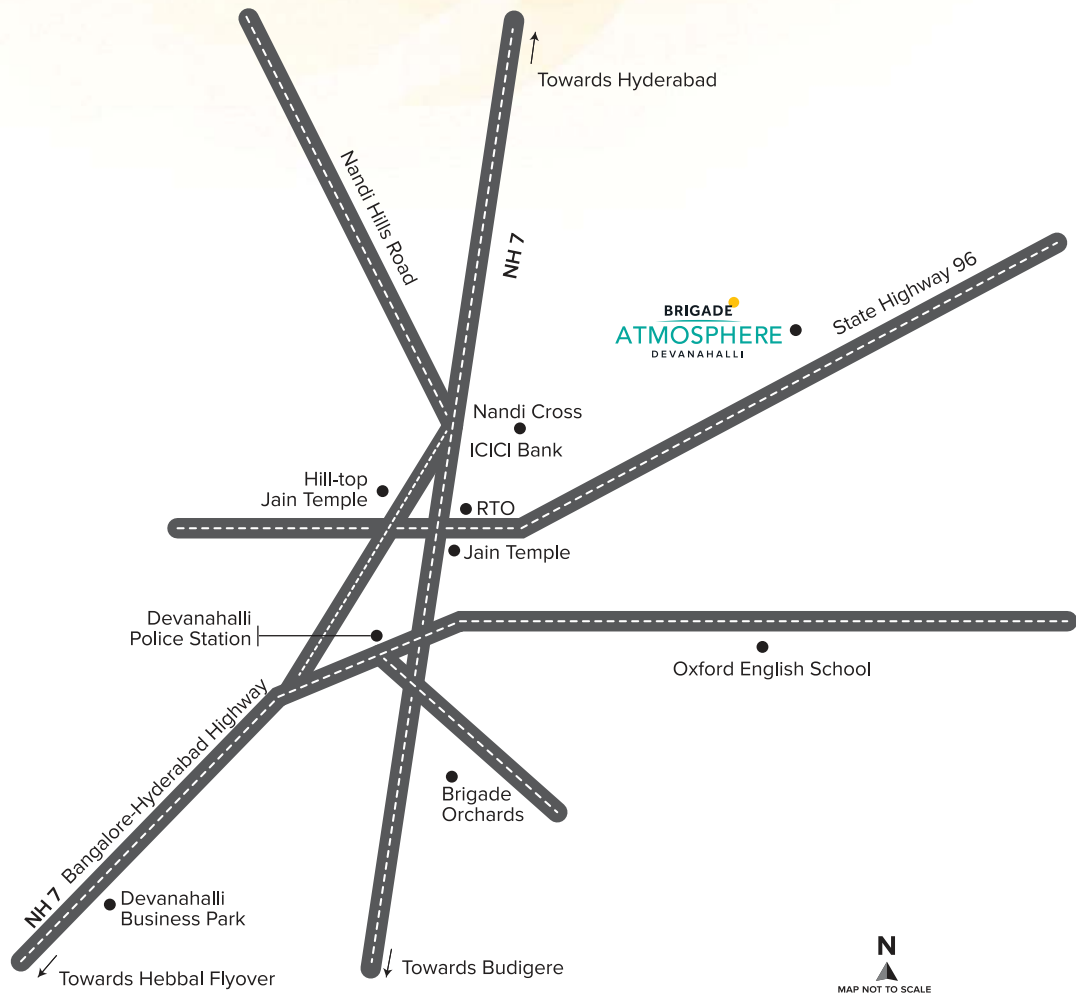 Towards Hyderabad
Nandi Hills Road
NH 7
State Highway 96
BRIGADE
ATMOSPHERE
DEVANAHALLI
Nandi Cross
ICICI Bank
Hill-top
Jain Temple
RTO
Jain Temple
Devanahalli
Police Station
Oxford English School
NH 7 Bangalore-Hyderabad Highway
Brigade
Orchards
Devanahalli
Business Park
Towards Hebbal Flyover
Towards Budigere
N
MAP NOT TO SCALE